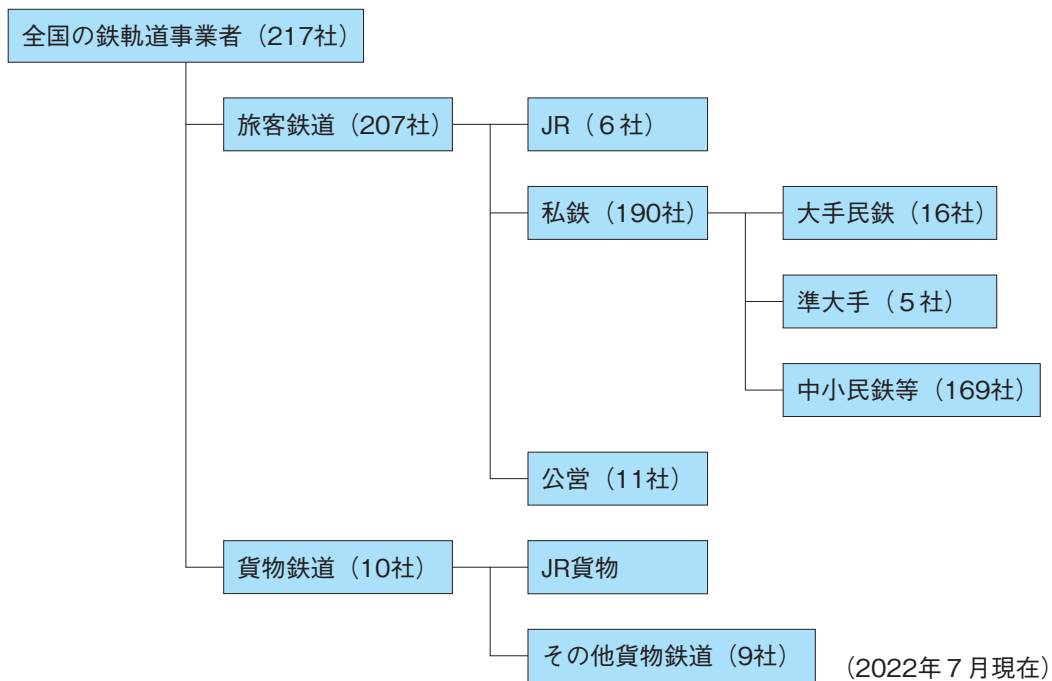 全国の鉄軌道事業者（217社）
旅客鉄道（207社）
JR（６社）
私鉄（190社）
大手民鉄（16社）
準大手（５社）
中小民鉄等（169社）
公営（11社）
貨物鉄道（10社）
JR貨物
その他貨物鉄道（9社）
（2022年７月現在）